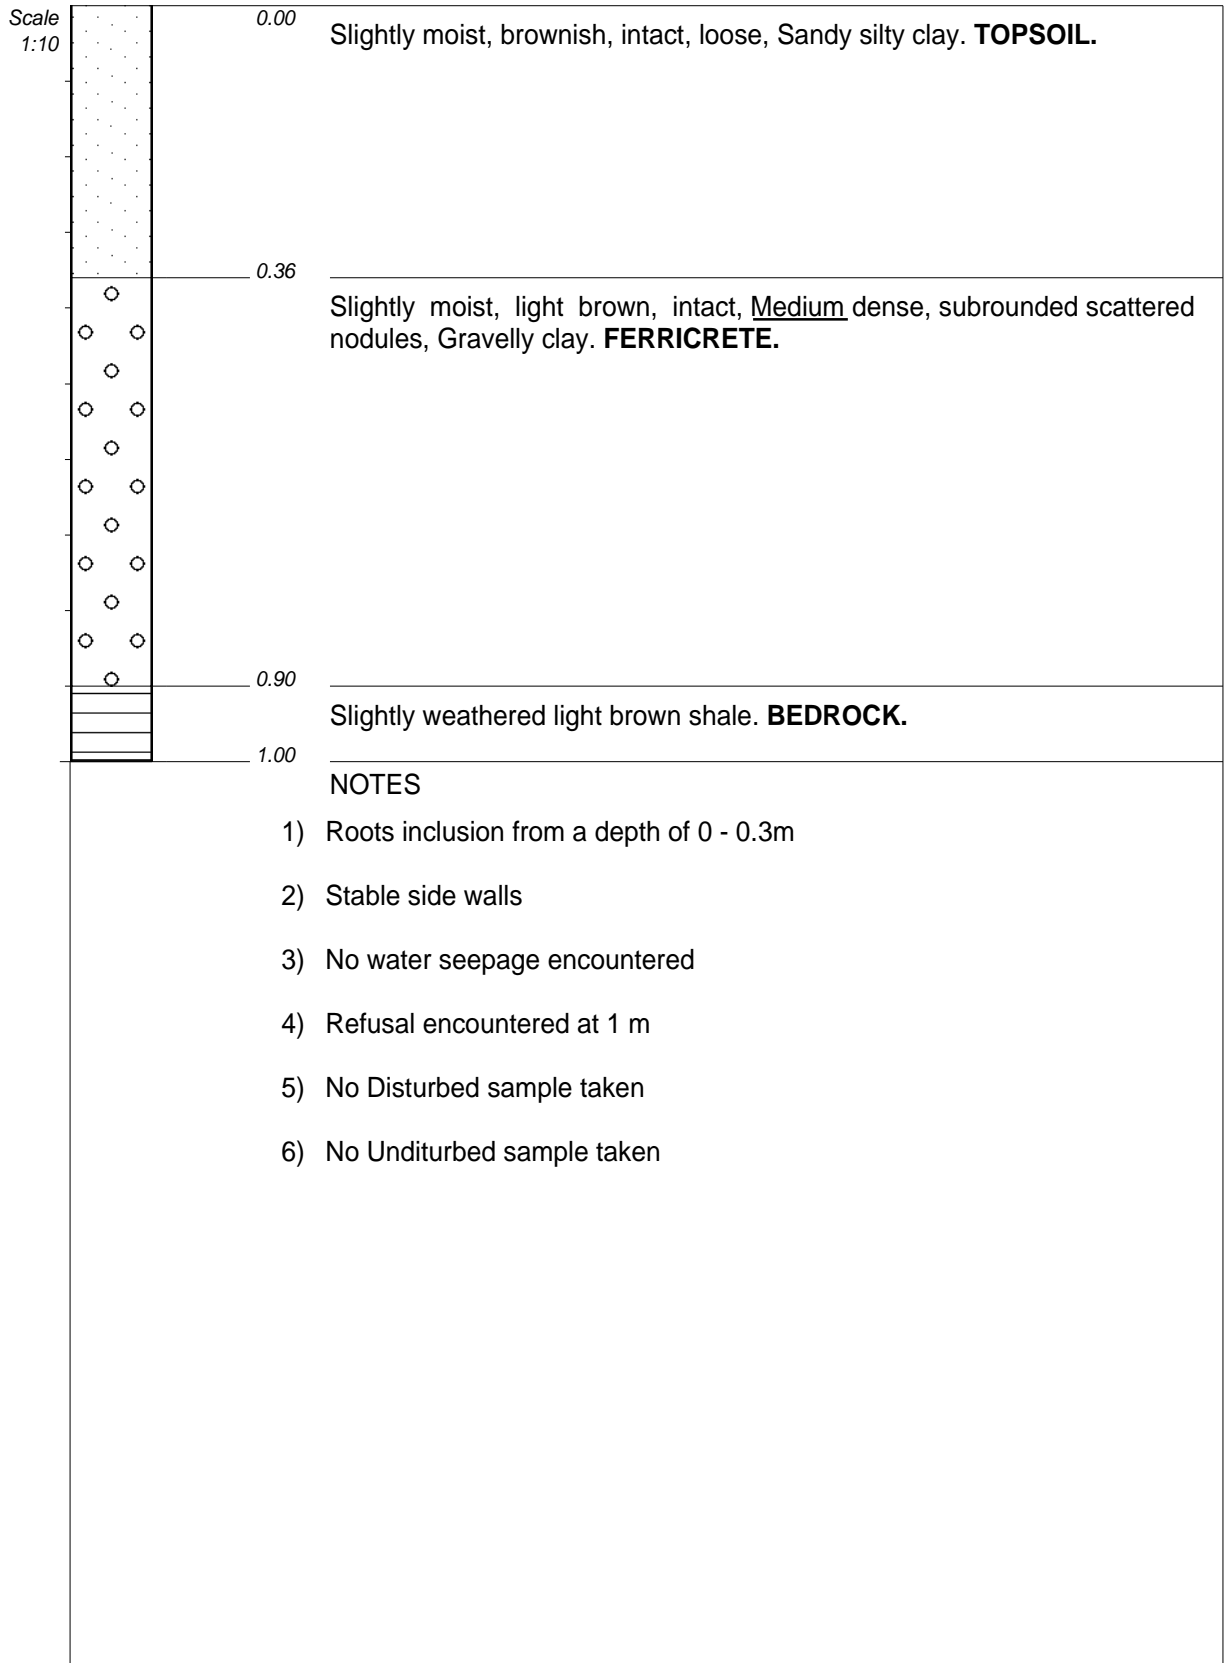 Scale
1:10
0.00
Slightly moist, brownish, intact, loose, Sandy silty clay. TOPSOIL.
0.36
Slightly moist, light brown, intact, Medium dense, subrounded scattered
nodules, Gravelly clay. FERRICRETE.
0.90
Slightly weathered light brown shale. BEDROCK.
1.00
NOTES
1) Roots inclusion from a depth of 0 - 0.3m
2) Stable side walls
3) No water seepage encountered
4) Refusal encountered at 1 m
5) No Disturbed sample taken
6) No Unditurbed sample taken